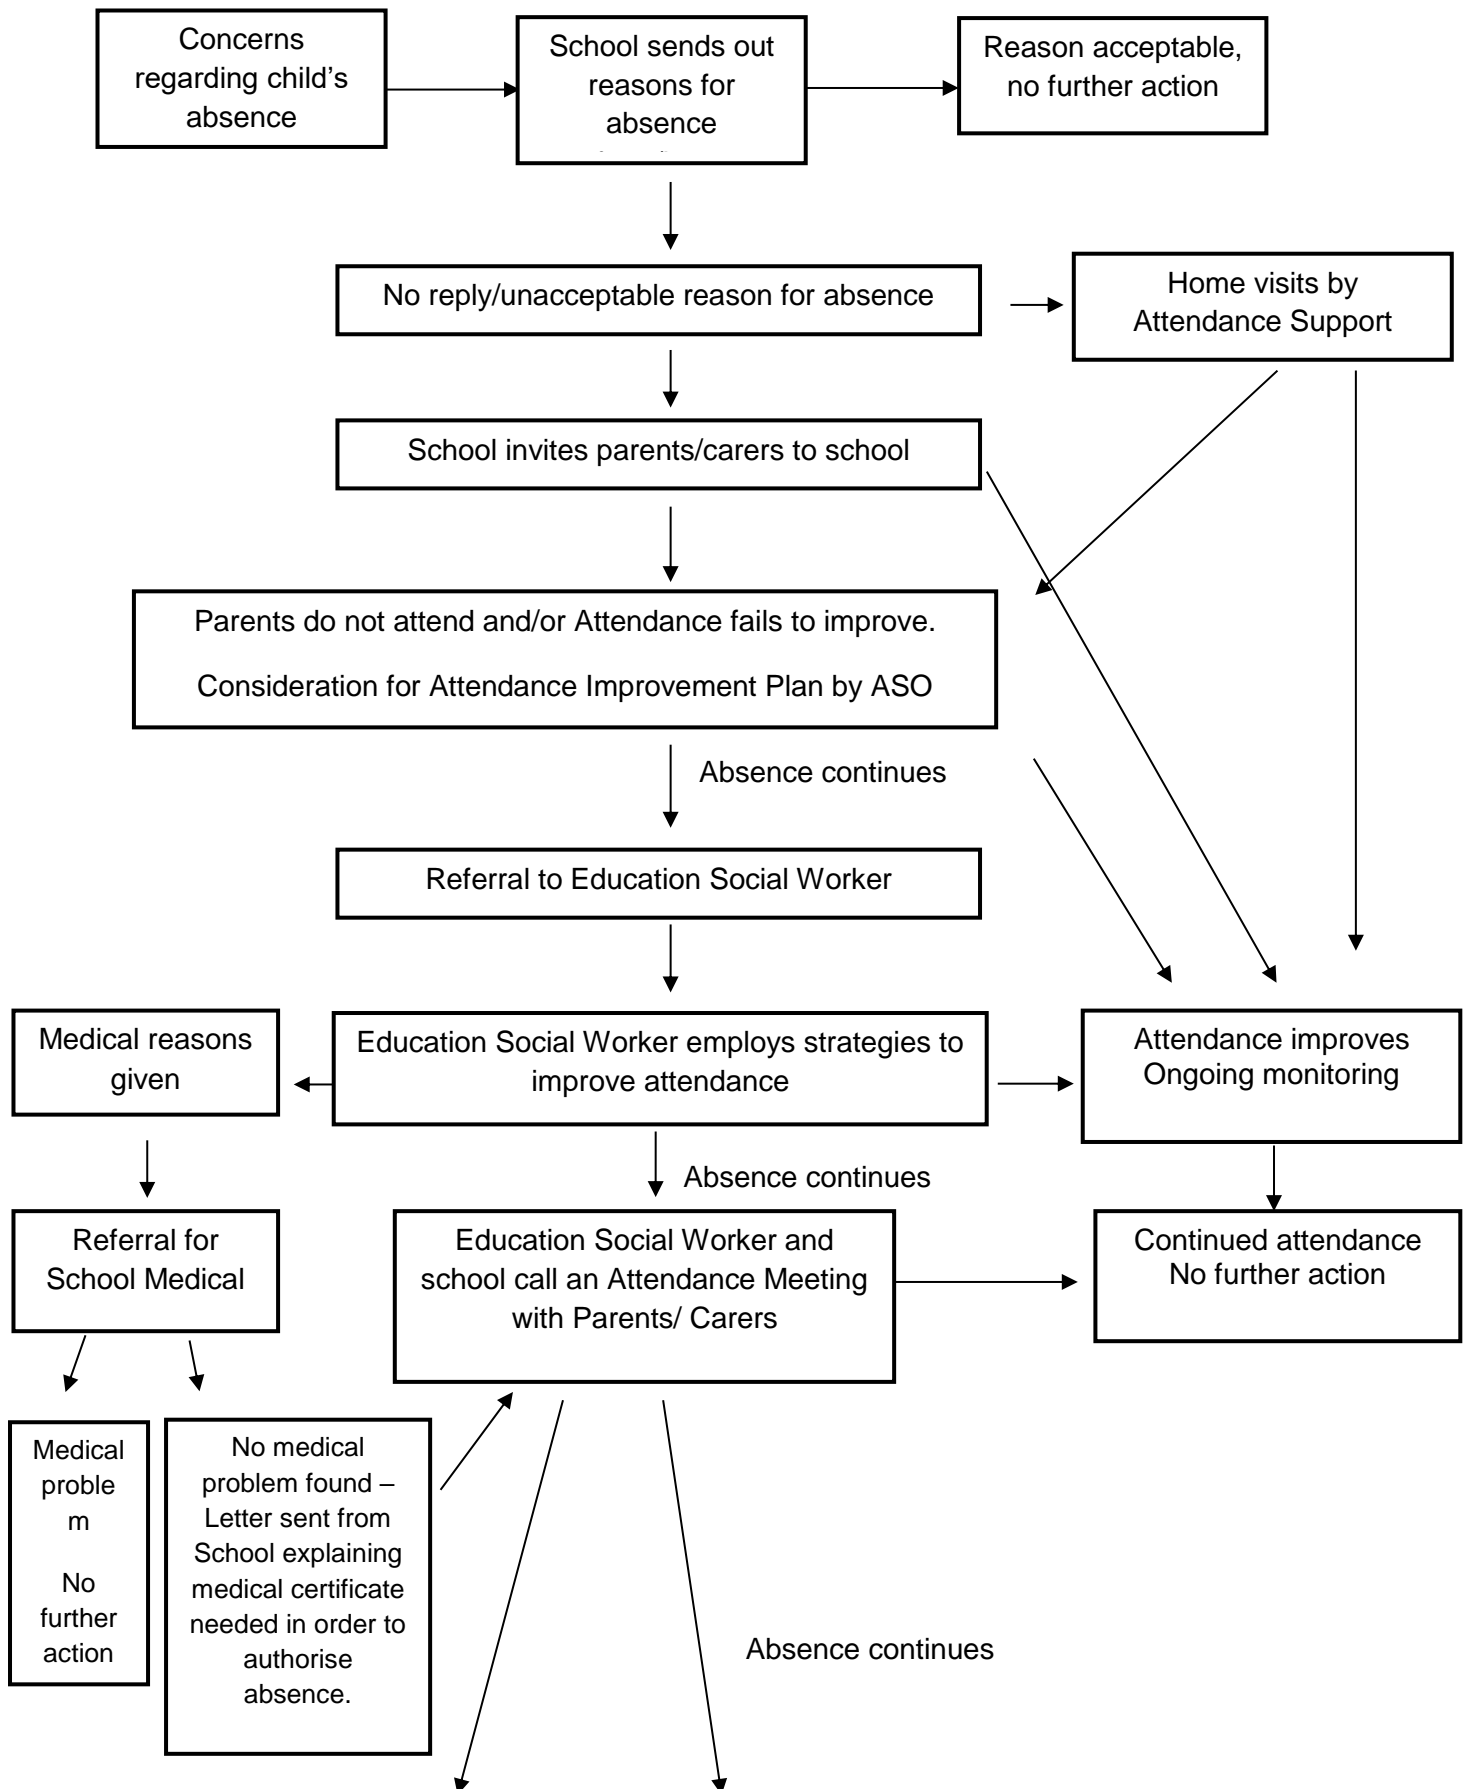 Concerns
regarding child's
absence
School sends out
reasons for
absence
Reason acceptable,
no further action
No reply/unacceptable reason for absence
Home visits by
Attendance Support
School invites parents/carers to school
Parents do not attend and/or Attendance fails to improve.
Consideration for Attendance Improvement Plan by ASO
Absence continues
Referral to Education Social Worker
Medical reasons
given
Education Social Worker employs strategies to
improve attendance
Attendance improves
Ongoing monitoring
Absence continues
Referral for
School Medical
Education Social Worker and
school call an Attendance Meeting
with Parents/ Carers
Continued attendance
No further action
Medical
proble
m
No
further
action
No medical
problem found –
Letter sent from
School explaining
medical certificate
needed in order to
authorise
absence.
Absence continues